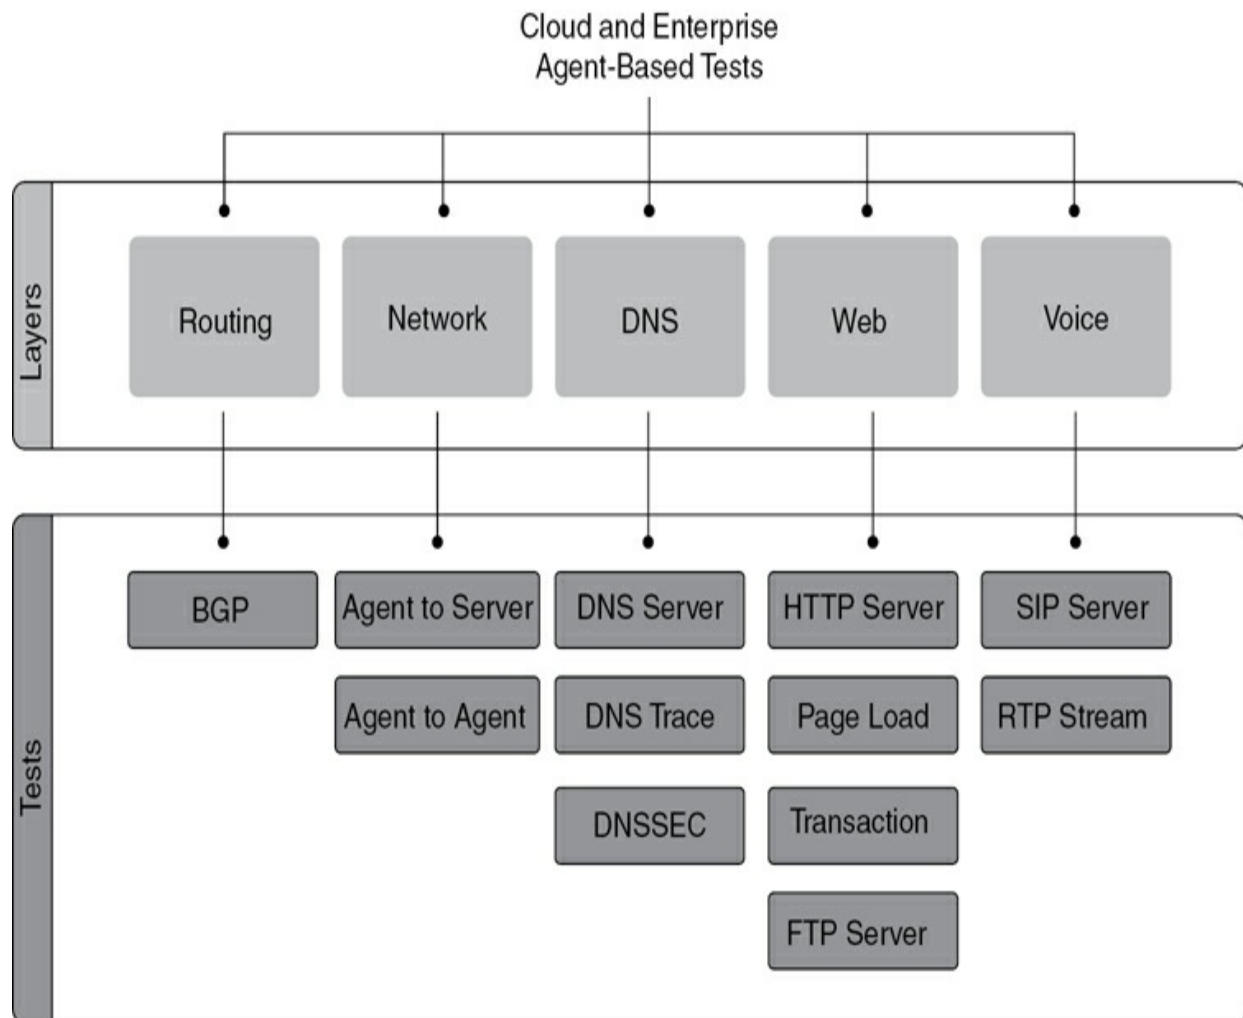 Cloud and Enterprise
Agent-Based Tests
Layers
Routing
Network
DNS
Web
Voice
Tests
BGP
Agent to Server
DNS Server
HTTP Server
SIP Server
Agent to Agent
DNS Trace
Page Load
RTP Stream
DNSSEC
Transaction
FTP Server